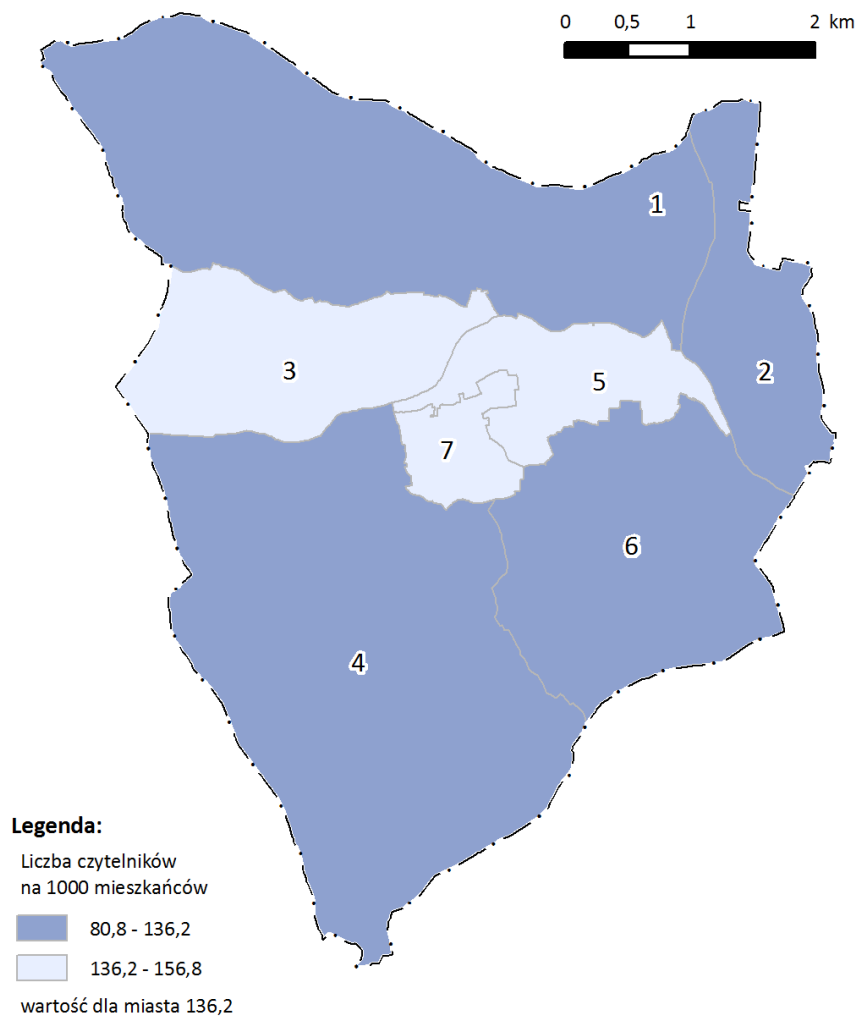 0 0,5 1 2 km
1
2
3
5
7
6
4
Legenda:
Liczba czytelników
na 1000 mieszkańców
80,8 - 136,2
136,2 - 156,8
wartość dla miasta 136,2